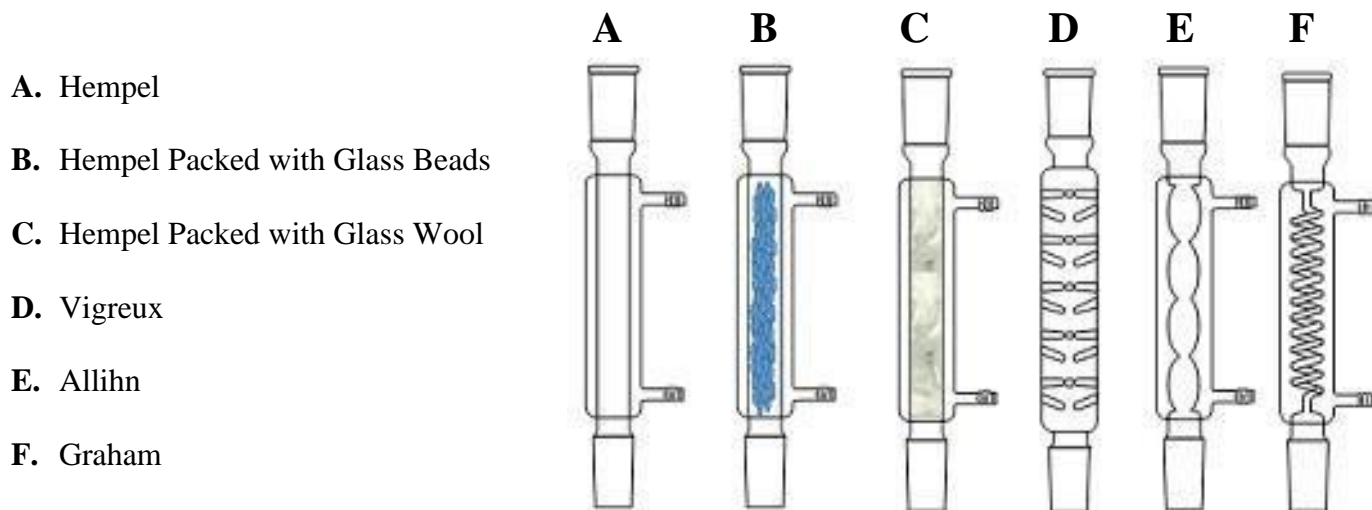 A B C D E F
A. Hempel
B. Hempel Packed with Glass Beads
C. Hempel Packed with Glass Wool
D. Vigreux
E. Allihn
F. Graham